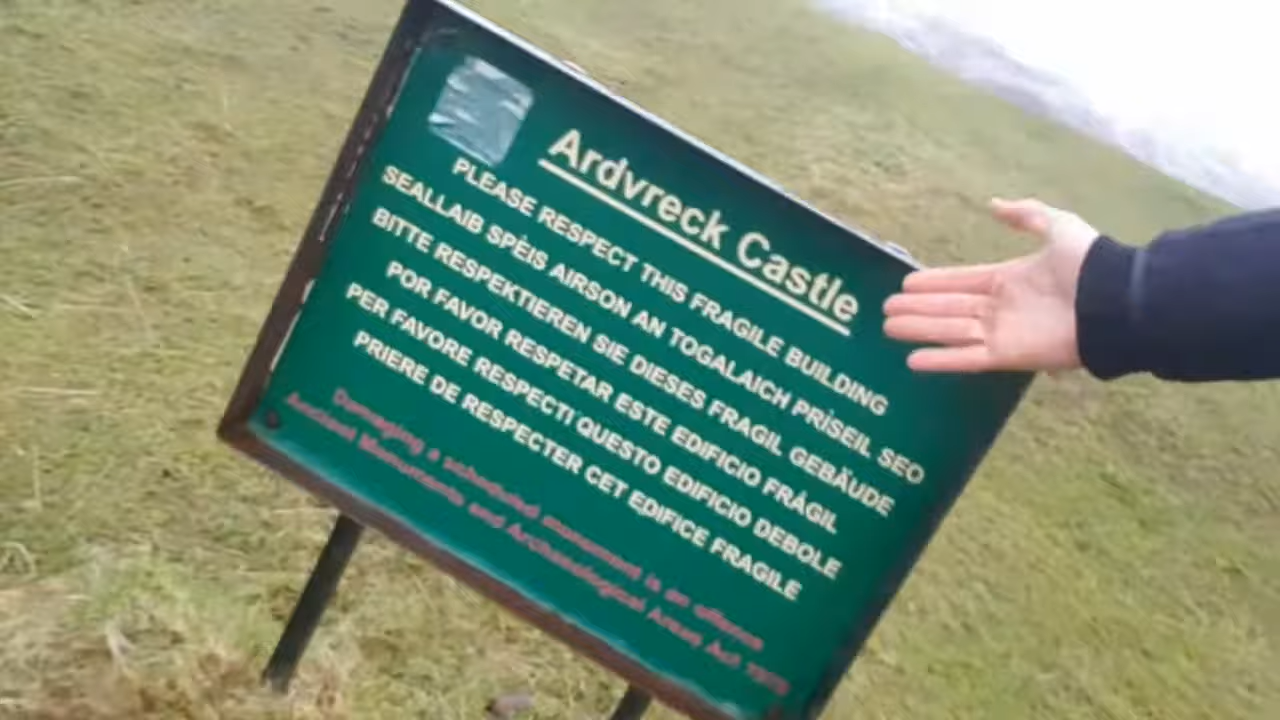 Ardvreck Castle
PLEASE RESPECT THIS FRAGILE BUILDING
SEALLAIB SPÈIS AIRSON AN TOGALAICH PRÌSEIL SEO
BITTE RESPEKTIEREN SIE DIESES FRAGIL GEBÄUDE
POR FAVOR RESPETAR ESTE EDIFICIO FRÁGIL
PER FAVORE RESPECTI QUESTO EDIFICIO DEBOLE
PRIERE DE RESPECTER CET EDIFICE FRAGILE
Damaging a scheduled monument is an offence
Ancient Monuments and Archaeological Areas Act 1979